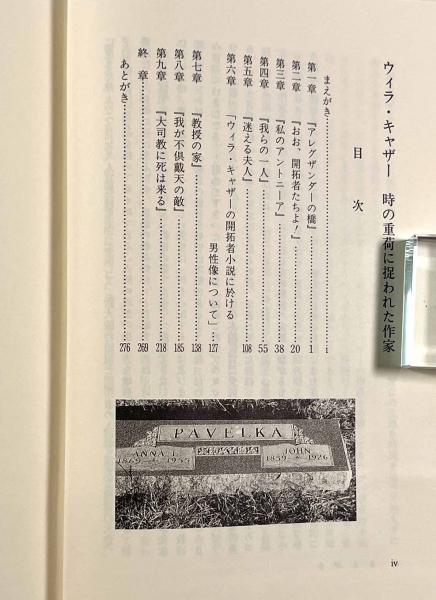 ウィラ・キャザー 時の重荷に捉われた作家
目次
まえがき……i
第一章 『アレグザンダーの橋』……1
第二章 『おお、開拓者たちよ!』……20
第三章 『私のアントニーア』……38
第四章 『我らの一人』……55
第五章 『迷える夫人』……108
第六章 「ウィラ・キャザーの開拓者小説に於ける
男性像について」…127
第七章 『教授の家』……138
第八章 『我が不倶戴天の敵』……185
第九章 『大司教に死は来る』……218
終章……269
あとがき……276
PAVELKA
ANNA
JOHN
1859 1926
iv